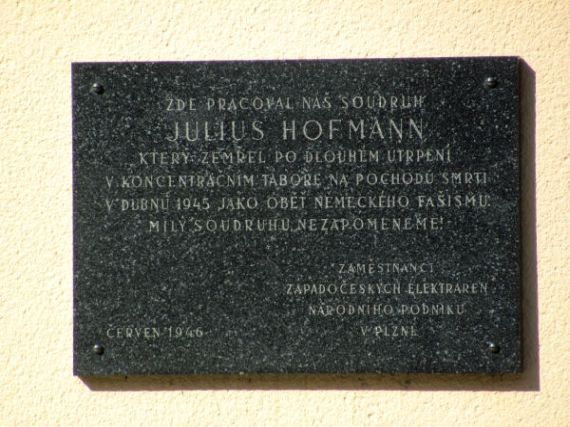 ZDE PRACOVAL NÁŠ SOUDRUH
JULIUS HOFMANN
KTERÝ ZEMŘEL PO DLOUHÉM UTRPENÍ
V KONCENTRAČNÍM TÁBOŘE NA POCHODU SMRTI
V DUBNU 1945 JAKO OBĚŤ NĚMECKÉHO FAŠISMU.
MILÝ SOUDRUHU, NEZAPOMENEME!
ZAMĚSTNANCI
ZÁPADOČESKÝCH ELEKTRÁREN
NÁRODNÍHO PODNIKU
V PLZNI
ČERVEN 1946